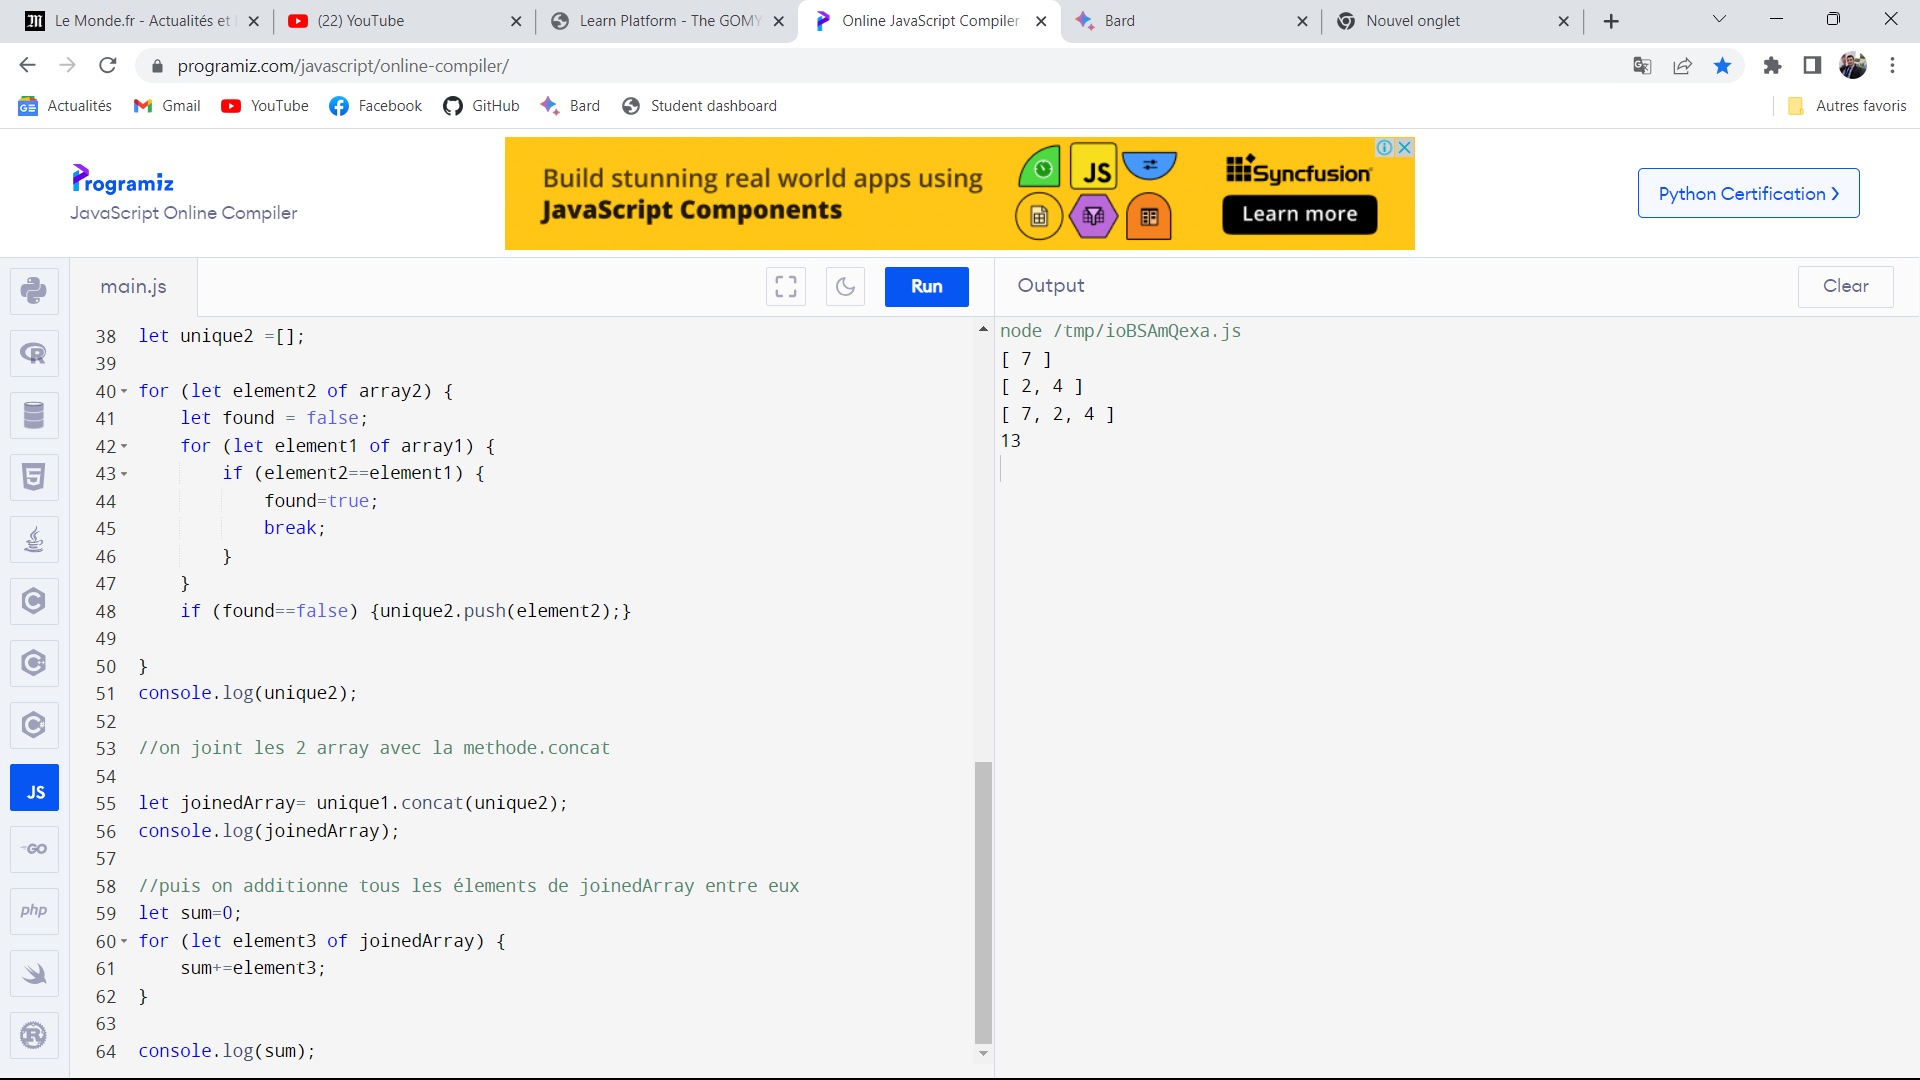 Le Monde.fr - Actualités et
(22) YouTube
Learn Platform - The GOMY
Online JavaScript Compiler
Bard
Nouvel onglet
programiz.com/javascript/online-compiler/
Actualités
Gmail
YouTube
Facebook
GitHub
Bard
Student dashboard
Autres favoris
Programiz
JavaScript Online Compiler
Build stunning real world apps using
JavaScript Components
JS
Syncfusion
Learn more
Python Certification
main.js
Run
Output
Clear
38 let unique2 =[];
39
40 for (let element2 of array2) {
41     let found = false;
42     for (let element1 of array1) {
43         if (element2==element1) {
44             found=true;
45             break;
46         }
47     }
48     if (found==false) {unique2.push(element2);}
49
50 }
51 console.log(unique2);
52
53 //on joint les 2 array avec la methode.concat
54
55 let joinedArray= unique1.concat(unique2);
56 console.log(joinedArray);
57
58 //puis on additionne tous les élements de joinedArray entre eux
59 let sum=0;
60 for (let element3 of joinedArray) {
61     sum+=element3;
62 }
63
64 console.log(sum);
node /tmp/ioBSAmQexa.js
[ 7 ]
[ 2, 4 ]
[ 7, 2, 4 ]
13
R
5
C
C
C
JS
GO
php
R